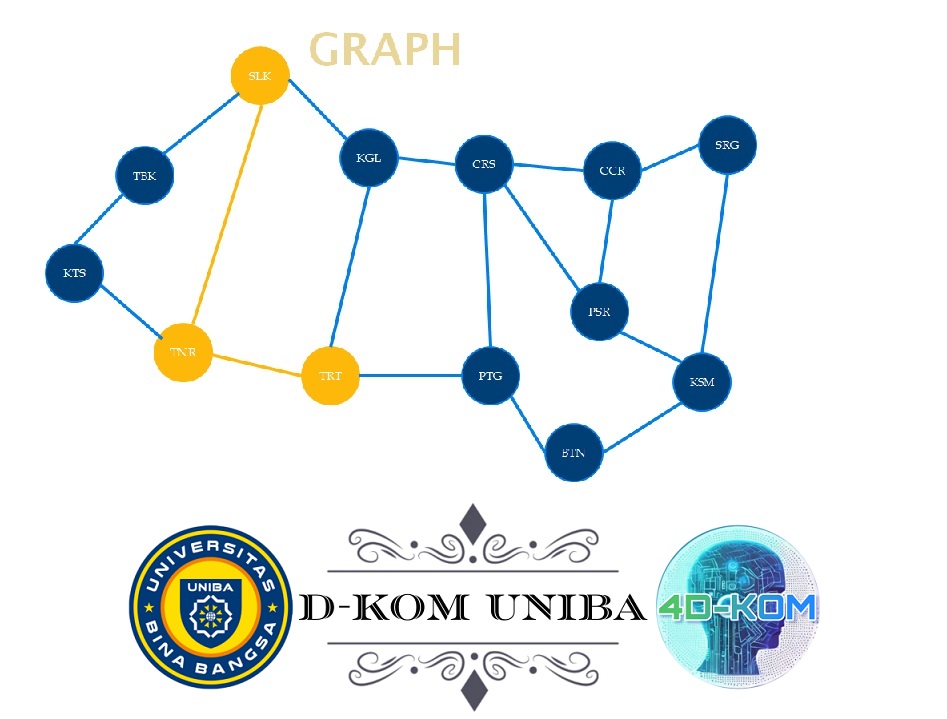 GRAPH
SLK
KGL
CRS
CCR
SRG
TBK
KTS
PSR
TNR
TRT
PTG
KSM
BTN
UNIVERSITAS
UNIBA
BINA BANGSA
D-KOM UNIBA
4D-KOM